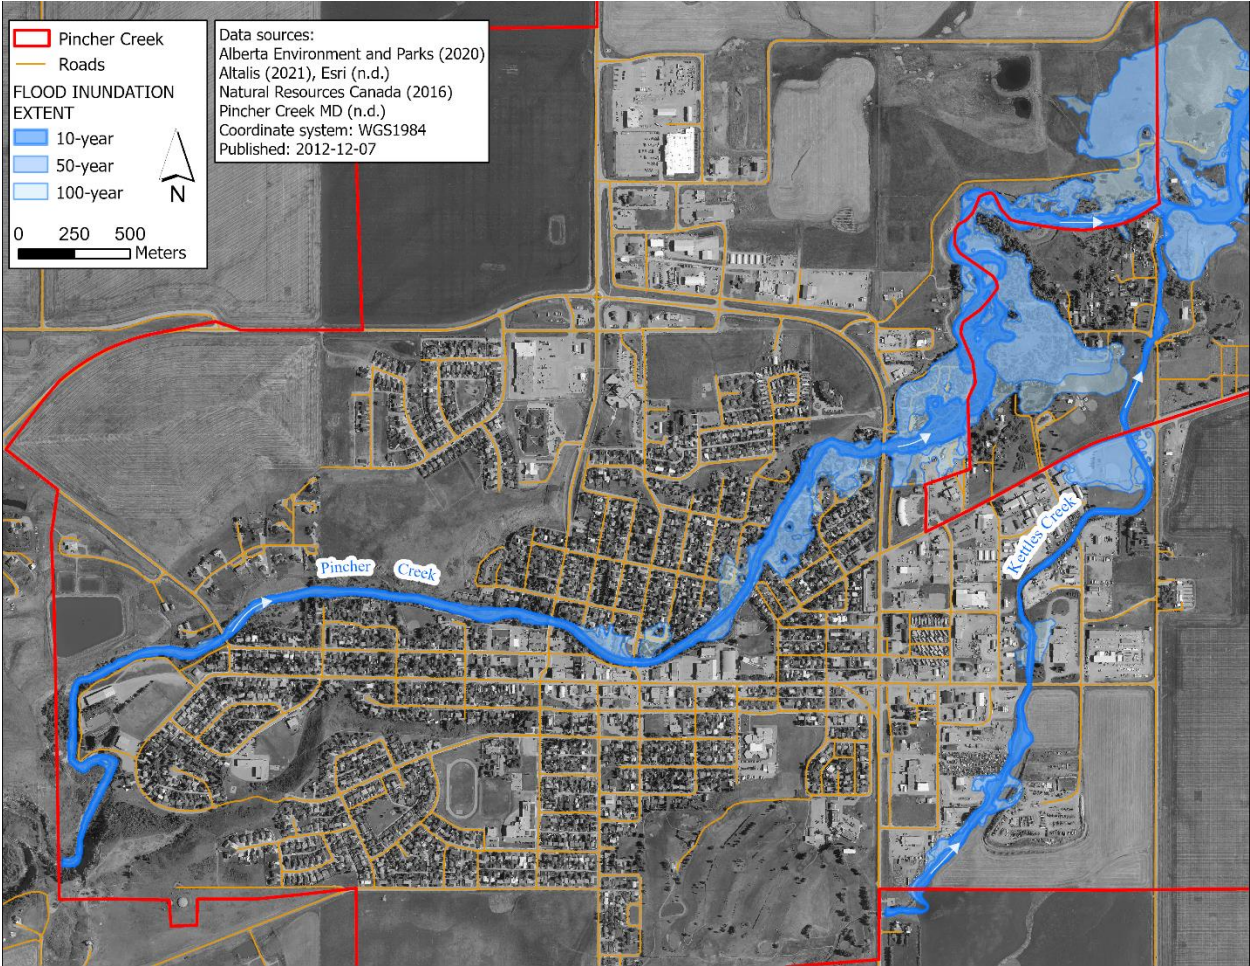 Pincher Creek
Roads
FLOOD INUNDATION
EXTENT
10-year
50-year
100-year
N
0 250 500
Meters
Data sources:
Alberta Environment and Parks (2020)
Altalis (2021), Esri (n.d.)
Natural Resources Canada (2016)
Pincher Creek MD (n.d.)
Coordinate system: WGS1984
Published: 2012-12-07
Pincher Creek
Kettles Creek